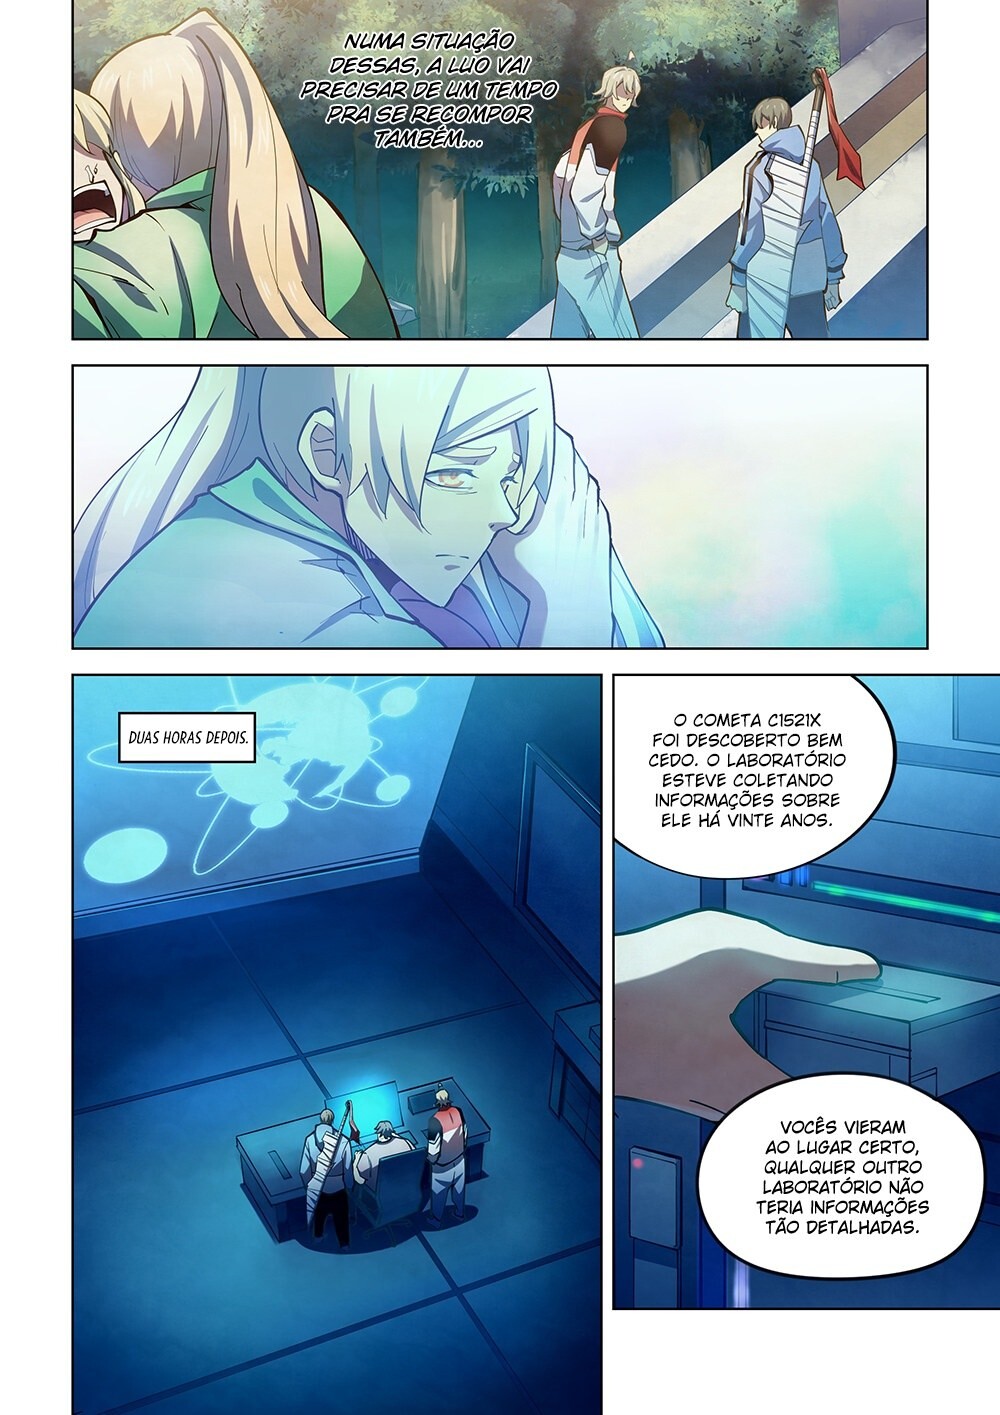 NUMA SITUAÇÃO
DESSAS, A LUO VAI
PRECISAR DE UM TEMPO
PRA SE RECOMPOR
TAMBÉM...
DUAS HORAS DEPOIS.
O COMETA C1521X
FOI DESCOBERTO BEM
CEDO. O LABORATÓRIO
ESTEVE COLETANDO
INFORMAÇÕES SOBRE
ELE HÁ VINTE ANOS.
VOCÊS VIERAM
AO LUGAR CERTO,
QUALQUER OUTRO
LABORATÓRIO NÃO
TERIA INFORMAÇÕES
TÃO DETALHADAS.